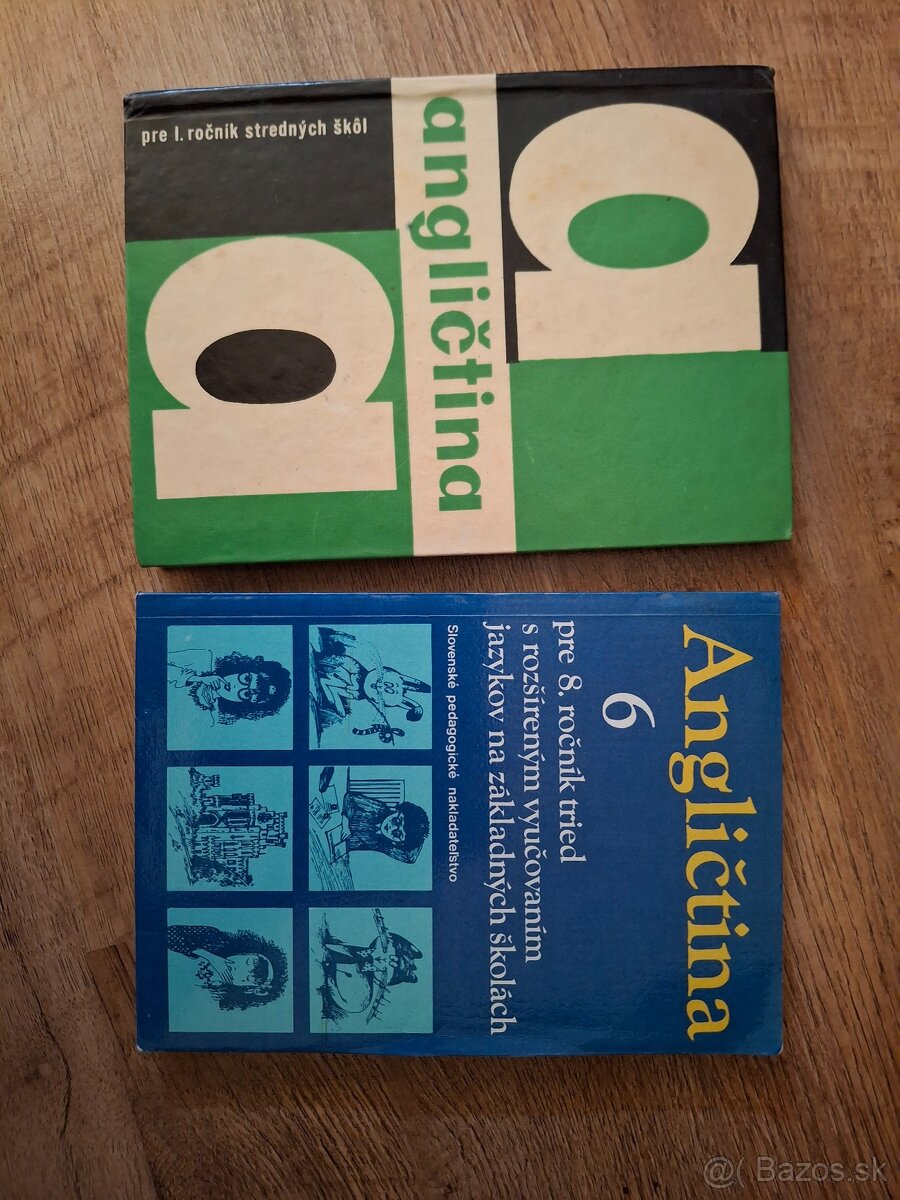 pre I. ročník stredných škôl
angličtina
Angličtina
6
pre 8. ročník tried
s rozšíreným vyučovaním
jazykov na základných školách
Slovenské pedagogické nakladateľstvo
@( Bazos.sk